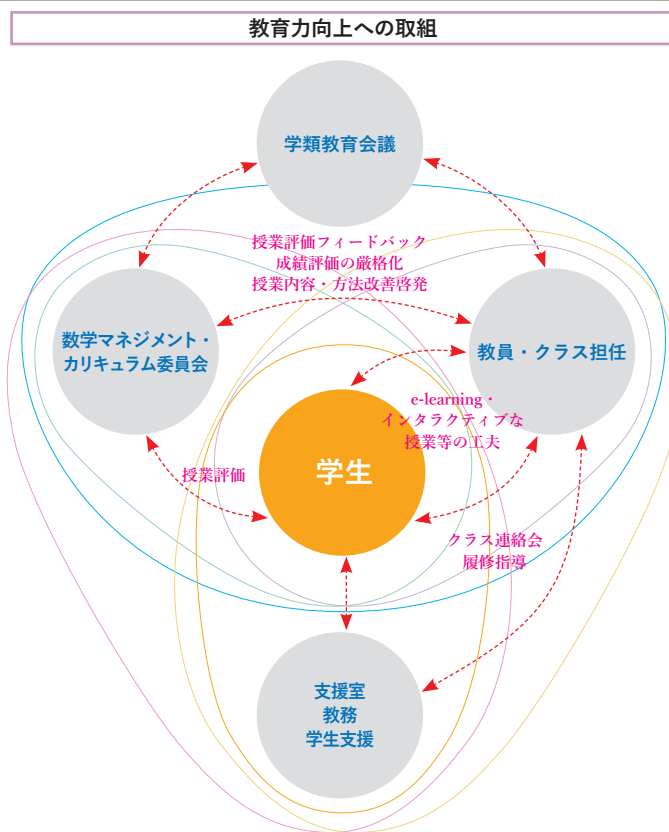 教育力向上への取組
学類教育会議
授業評価フィードバック
成績評価の厳格化
授業内容・方法改善啓発
数学マネジメント・
カリキュラム委員会
教員・クラス担任
e-learning・
インタラクティブな
授業等の工夫
学生
授業評価
クラス連絡会
履修指導
支援室
教務
学生支援